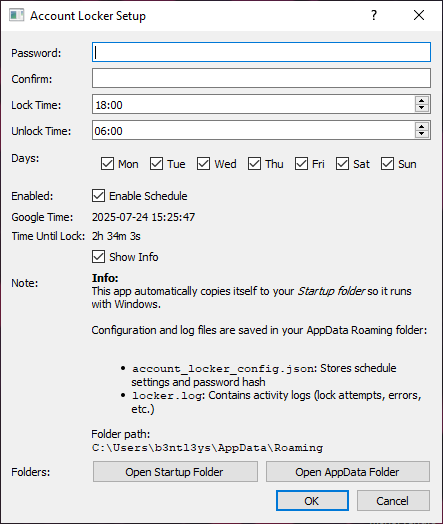 Account Locker Setup
Password:
Confirm:
Lock Time: 18:00
Unlock Time: 06:00
Days: Mon Tue Wed Thu Fri Sat Sun
Enabled: Enable Schedule
Google Time: 2025-07-24 15:25:47
Time Until Lock: 2h 34m 3s
Show Info
Note: Info:
This app automatically copies itself to your Startup folder so it runs
with Windows.
Configuration and log files are saved in your AppData Roaming folder:
• account_locker_config.json: Stores schedule
settings and password hash
• locker.log: Contains activity logs (lock attempts, errors,
etc.)
Folder path:
C:\Users\b3ntl3ys\AppData\Roaming
Folders: Open Startup Folder Open AppData Folder
OK Cancel